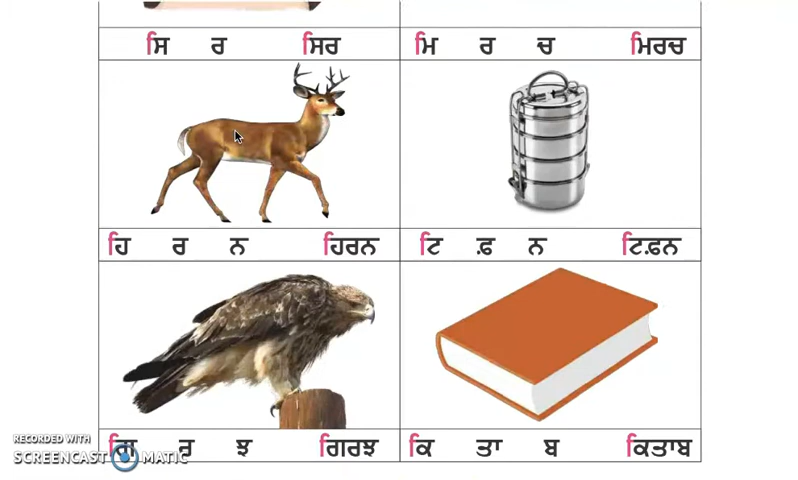 ਸਿ ਰ ਸਿਰ
ਮਿ ਰ ਚ ਮਿਰਚ
ਹਿ ਰ ਨ ਹਿਰਨ
ਟਿ ਫ਼ ਨ ਟਿਫ਼ਨ
ਗਿ ਰ ਝ ਗਿਰਝ
ਕਿ ਤਾ ਬ ਕਿਤਾਬ
RECORDED WITH
SCREENCAST MATIC